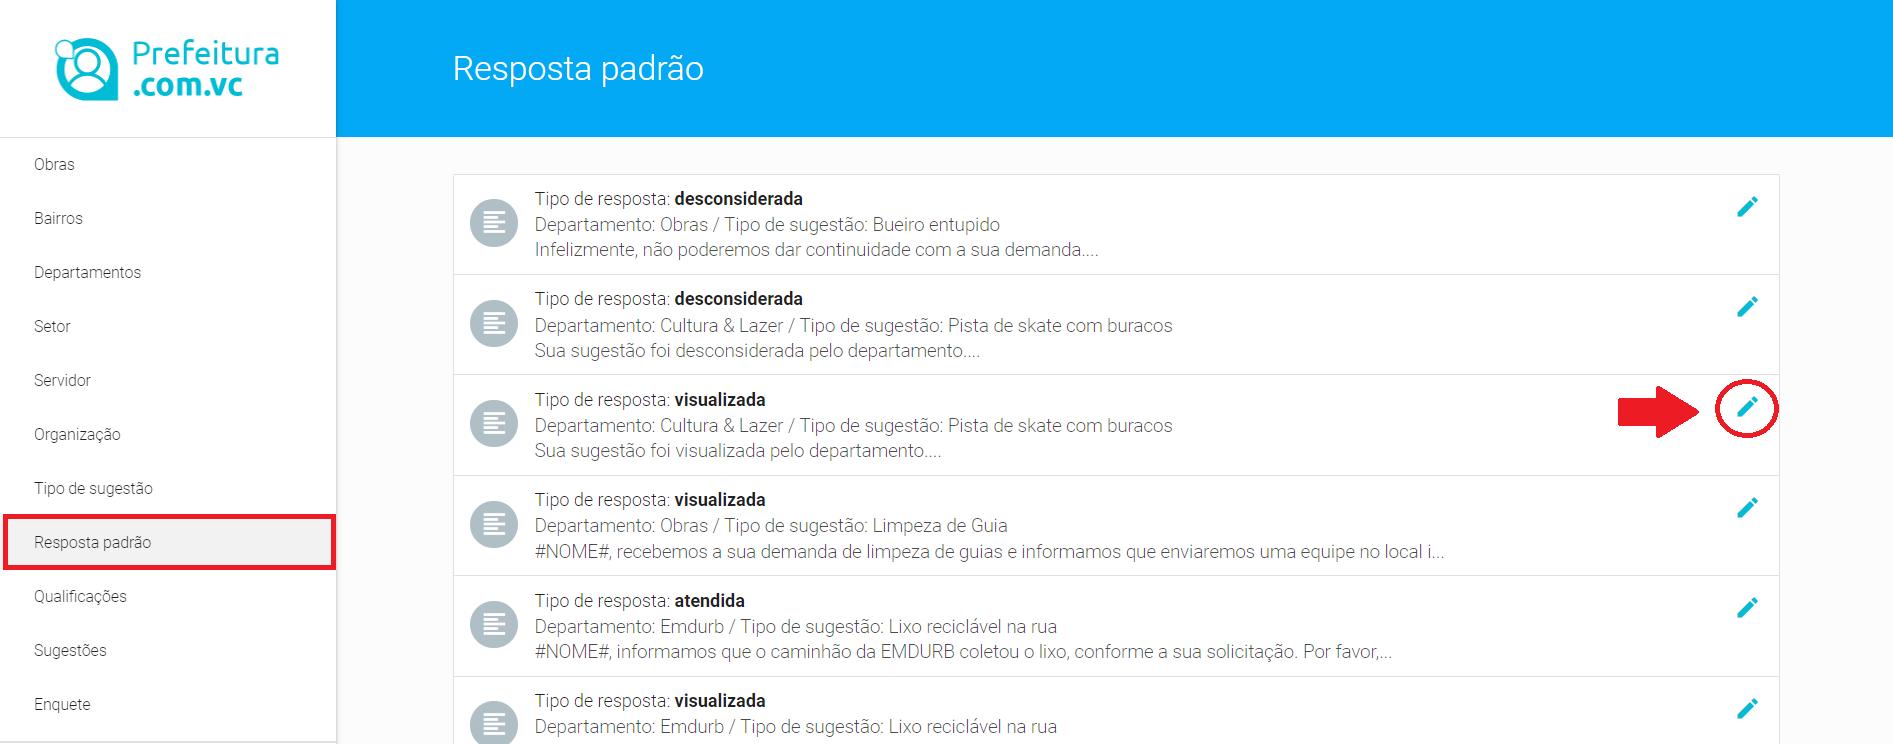 Prefeitura
.com.vc
Resposta padrão
Obras
Bairros
Departamentos
Setor
Servidor
Organização
Tipo de sugestão
Resposta padrão
Qualificações
Sugestões
Enquete
Tipo de resposta: desconsiderada
Departamento: Obras / Tipo de sugestão: Bueiro entupido
Infelizmente, não poderemos dar continuidade com a sua demanda....
Tipo de resposta: desconsiderada
Departamento: Cultura & Lazer / Tipo de sugestão: Pista de skate com buracos
Sua sugestão foi desconsiderada pelo departamento....
Tipo de resposta: visualizada
Departamento: Cultura & Lazer / Tipo de sugestão: Pista de skate com buracos
Sua sugestão foi visualizada pelo departamento....
Tipo de resposta: visualizada
Departamento: Obras / Tipo de sugestão: Limpeza de Guia
#NOME#, recebemos a sua demanda de limpeza de guias e informamos que enviaremos uma equipe no local i...
Tipo de resposta: atendida
Departamento: Emdurb / Tipo de sugestão: Lixo reciclável na rua
#NOME#, informamos que o caminhão da EMDURB coletou o lixo, conforme a sua solicitação. Por favor,...
Tipo de resposta: visualizada
Departamento: Emdurb / Tipo de sugestão: Lixo reciclável na rua